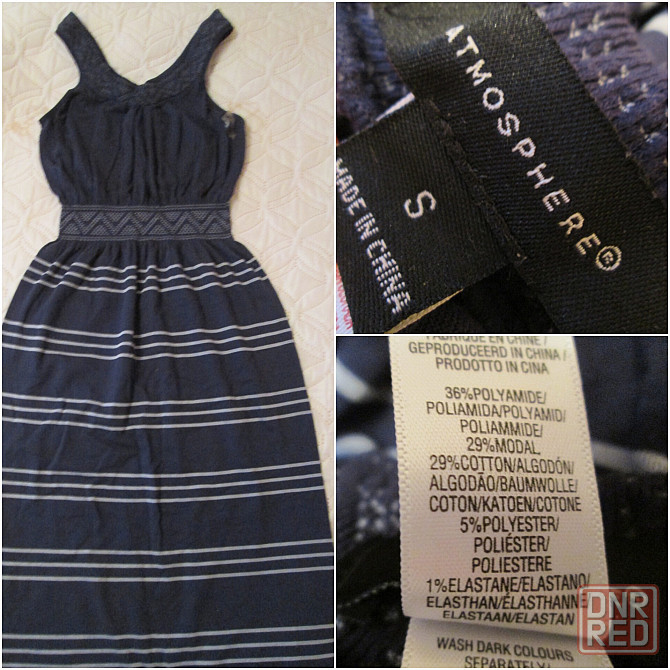 ATMOSPHERE®
S
MADE IN CHINA
FABRIQUÉ EN CHINE/
GEPRODUCEERD IN CHINA/
PRODOTTO IN CINA
36%POLYAMIDE/
POLIAMIDA/POLYAMID/
POLIAMMIDE/
29%MODAL
29%COTTON/ALGODÓN/
ALGODÃO/BAUMWOLLE/
COTON/KATOEN/COTONE
5%POLYESTER/
POLIÉSTER/
POLIESTERE
1%ELASTANE/ELASTANO/
ELASTHAN/ÉLASTHANNE
ELASTAAN/ELASTAN
WASH DARK COLOURS
SEPARATELY/
DNR
RED